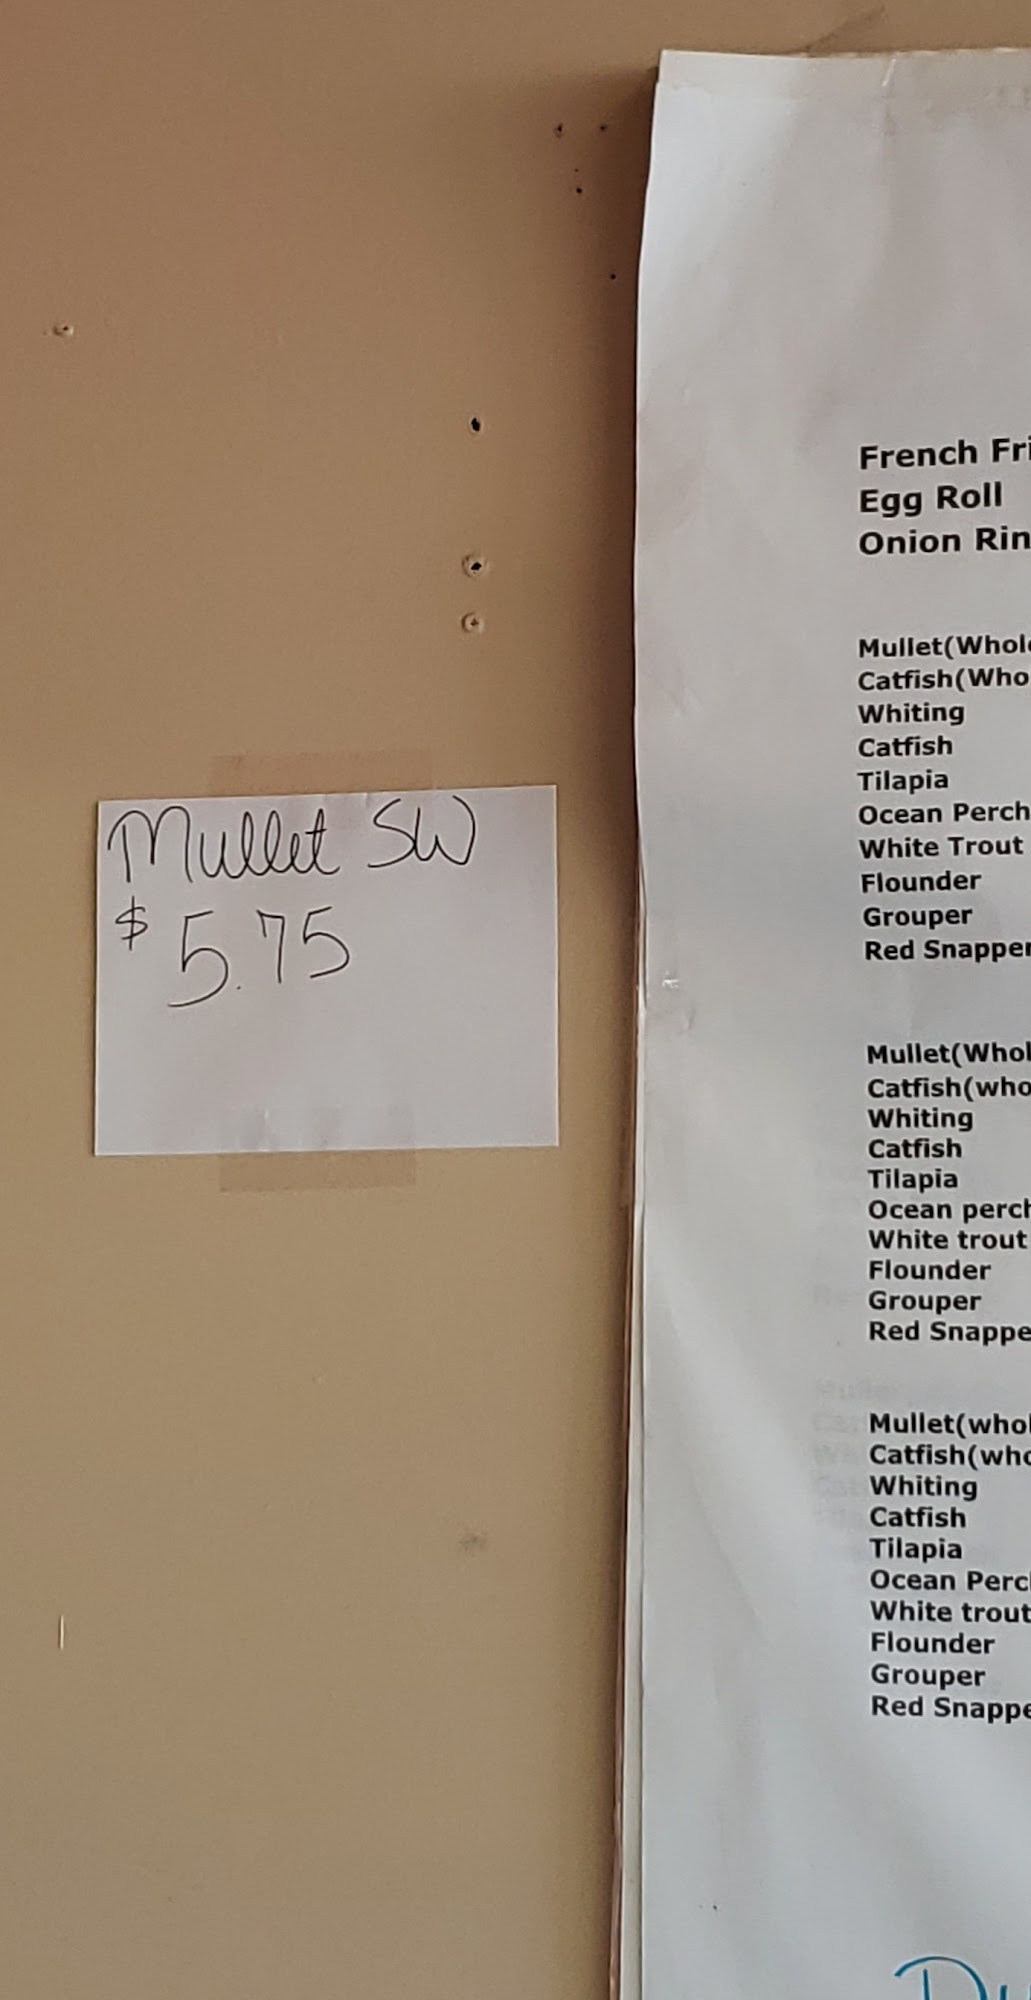 Mullet SW
$ 5.75
French Fri
Egg Roll
Onion Rin
Mullet(Whole
Catfish(Who
Whiting
Catfish
Tilapia
Ocean Perch
White Trout
Flounder
Grouper
Red Snapper
Mullet(Whol
Catfish(who
Whiting
Catfish
Tilapia
Ocean perch
White trout
Flounder
Grouper
Red Snappe
Mullet(whol
Catfish(who
Whiting
Catfish
Tilapia
Ocean Perc
White trout
Flounder
Grouper
Red Snappe